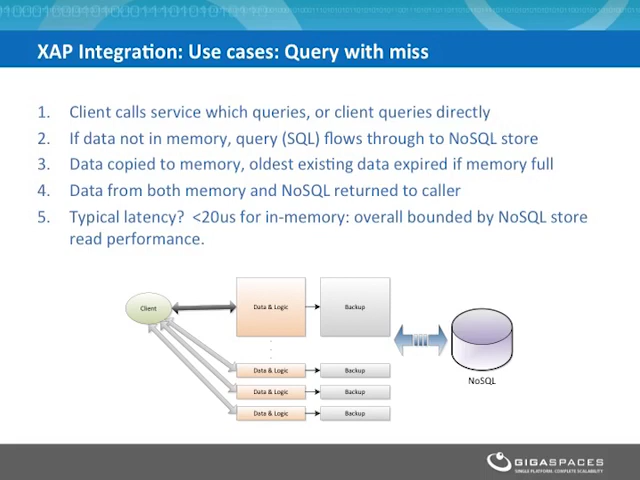 XAP Integration: Use cases: Query with miss
1. Client calls service which queries, or client queries directly
2. If data not in memory, query (SQL) flows through to NoSQL store
3. Data copied to memory, oldest existing data expired if memory full
4. Data from both memory and NoSQL returned to caller
5. Typical latency? <20us for in-memory: overall bounded by NoSQL store
read performance.
Client
Data & Logic
Backup
Data & Logic
Backup
Data & Logic
Backup
Data & Logic
Backup
NoSQL
GIGASPACES
SINGLE PLATFORM. COMPLETE SCALABILITY.